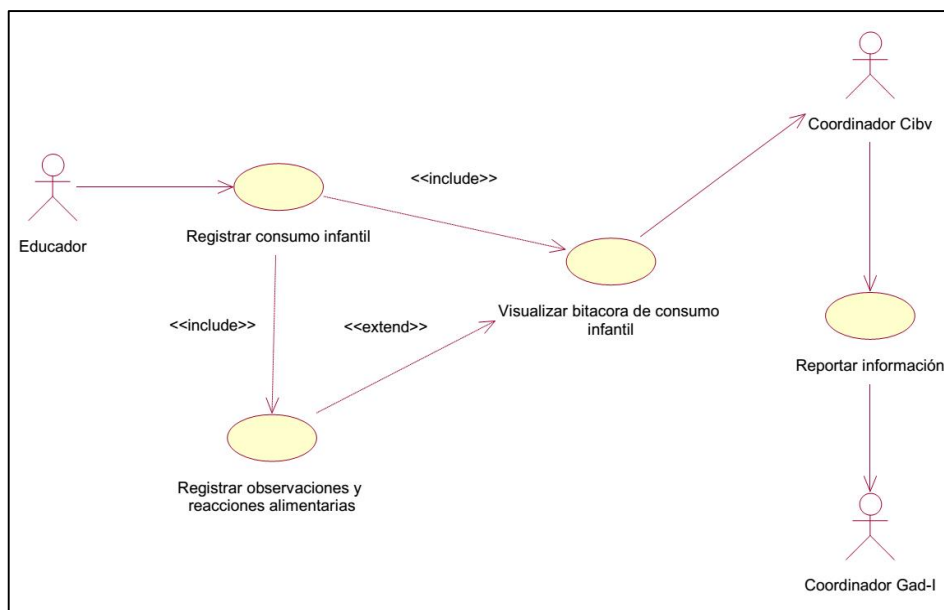 Coordinador Cibv
<<include>>
Educador
Registrar consumo infantil
Visualizar bitacora de consumo
infantil
<<include>>
<<extend>>
Reportar información
Registrar observaciones y
reacciones alimentarias
Coordinador Gad-I